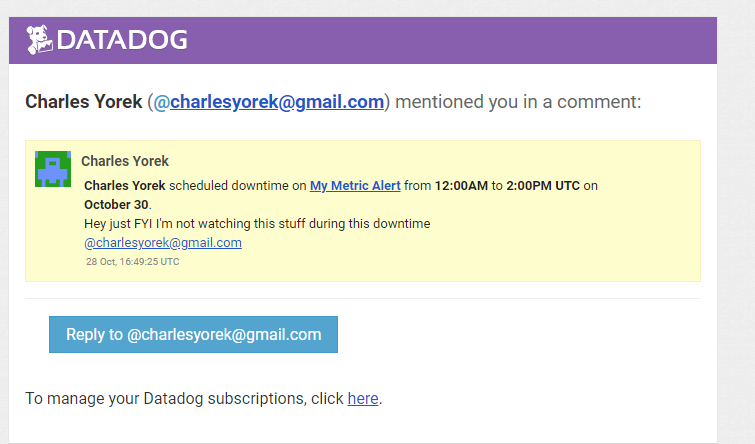 DATADOG
Charles Yorek (@charlesyorek@gmail.com) mentioned you in a comment:
Charles Yorek
Charles Yorek scheduled downtime on My Metric Alert from 12:00AM to 2:00PM UTC on
October 30.
Hey just FYI I'm not watching this stuff during this downtime
@charlesyorek@gmail.com
28 Oct, 16:49:25 UTC
Reply to @charlesyorek@gmail.com
To manage your Datadog subscriptions, click here.